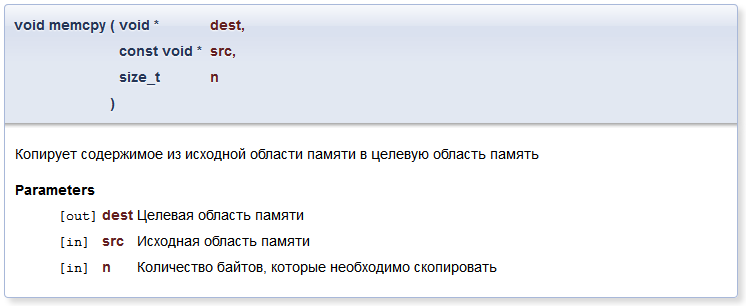 void memcpy ( void * dest,
const void * src,
size_t n
)
Копирует содержимое из исходной области памяти в целевую область память
Parameters
[out] dest Целевая область памяти
[in] src Исходная область памяти
[in] n Количество байтов, которые необходимо скопировать